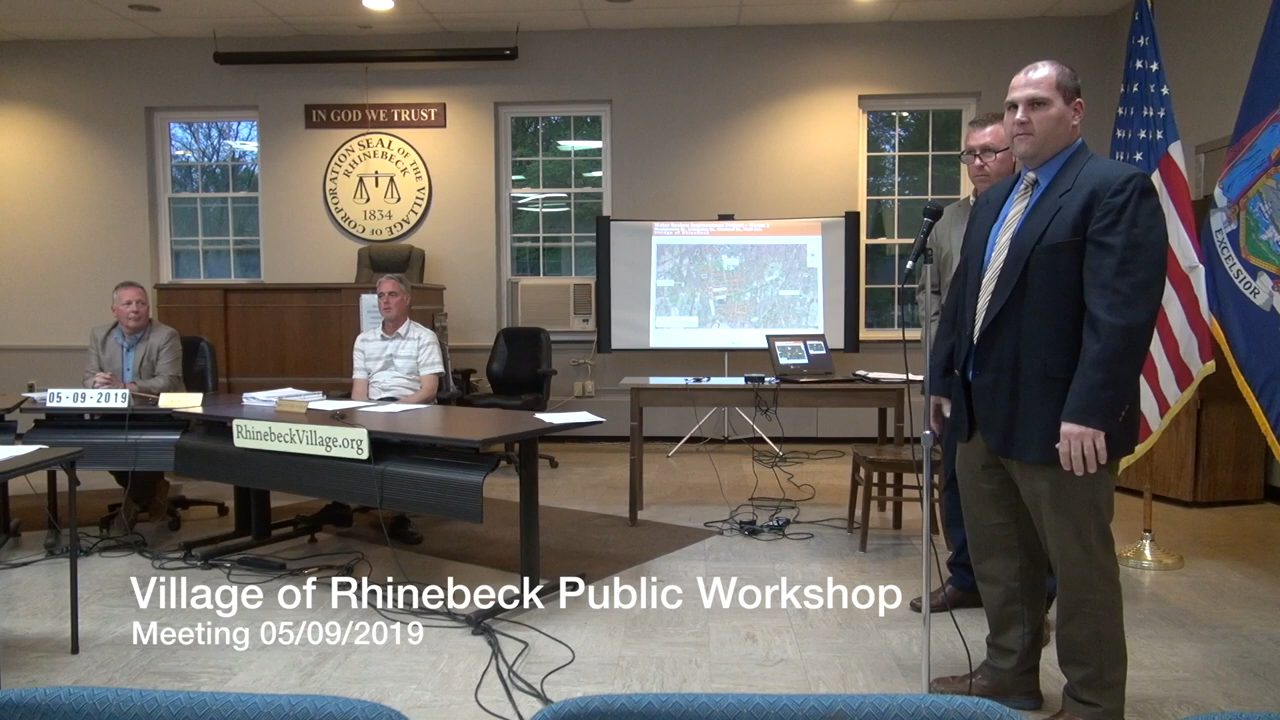 IN GOD WE TRUST
CORPORATION SEAL OF THE VILLAGE OF
RHINEBECK
1834
EXCELSIOR
05-09-2019
RhinebeckVillage.org
Village of Rhinebeck Public Workshop
Meeting 05/09/2019